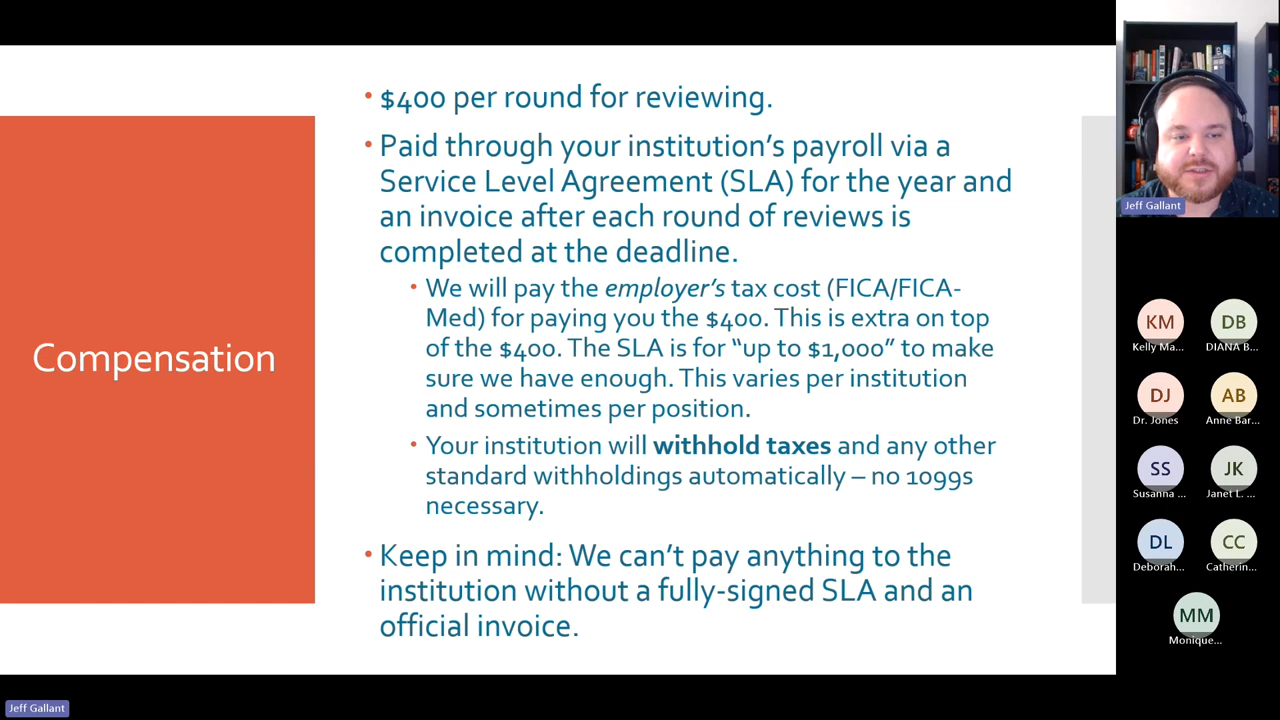 Compensation
• $400 per round for reviewing.
• Paid through your institution's payroll via a
Service Level Agreement (SLA) for the year and
an invoice after each round of reviews is
completed at the deadline.
• We will pay the employer's tax cost (FICA/FICA-
Med) for paying you the $400. This is extra on top
of the $400. The SLA is for “up to $1,000” to make
sure we have enough. This varies per institution
and sometimes per position.
• Your institution will withhold taxes and any other
standard withholdings automatically – no 1099s
necessary.
• Keep in mind: We can't pay anything to the
institution without a fully-signed SLA and an
official invoice.
Jeff Gallant
KM
Kelly Ma...
DB
DIANA B...
DJ
Dr. Jones
AB
Anne Bar...
SS
Susanna ...
JK
Janet L. ...
DL
Deborah...
CC
Catherin...
MM
Monique...
Jeff Gallant